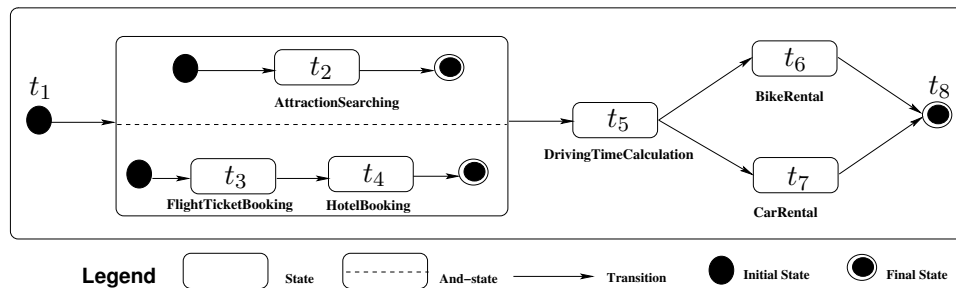 t1
t2
AttractionSearching
t3
FlightTicketBooking
t4
HotelBooking
t5
DrivingTimeCalculation
t6
BikeRental
t7
CarRental
t8
Legend
State
And-state
Transition
Initial State
Final State